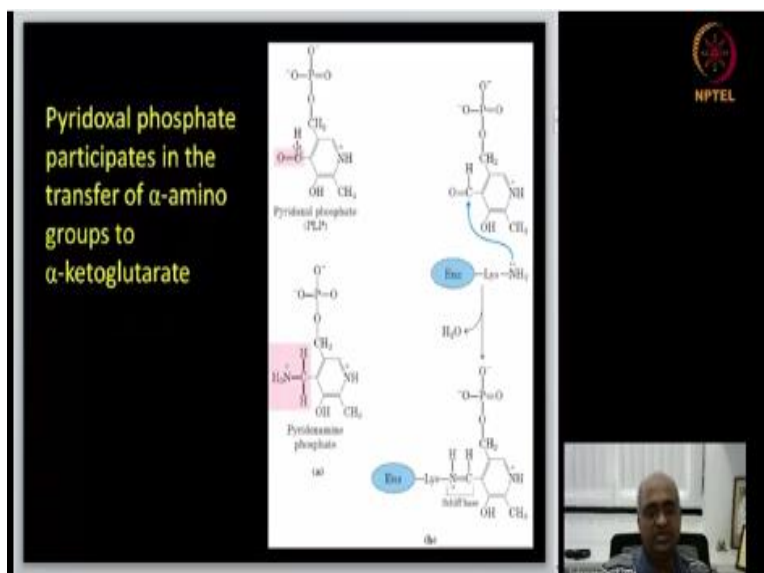 Pyridoxal phosphate
participates in the
transfer of α-amino
groups to
α-ketoglutarate
O⁻
⁻O–P=O
O
CH₂
H
O=C
NH
OH CH₃
Pyridoxal phosphate
(PLP)
O⁻
⁻O–P=O
O
CH₂
H
H₃N–C
H
NH
OH CH₃
Pyridoxamine
phosphate
(a)
O⁻
⁻O–P=O
O
CH₂
H
O=C
NH
OH CH₃
Enz Lys–NH₂
H₂O
O⁻
⁻O–P=O
O
CH₂
H H
Enz –Lys–N=C
NH
Schiff base
OH CH₃
(b)
NPTEL